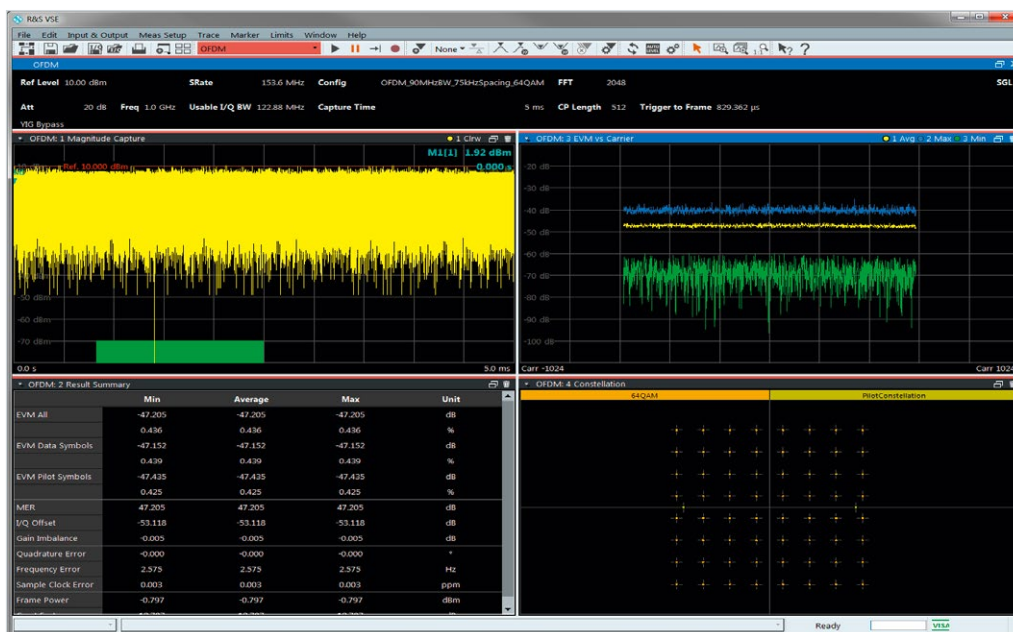 R&S VSE
File Edit Input & Output Meas Setup Trace Marker Limits Window Help
OFDM None
OFDM
Ref Level 10.00 dBm SRate 153.6 MHz Config OFDM_90MHzBW_75kHzSpacing_64QAM FFT 2048 SGL
Att 20 dB Freq 1.0 GHz Usable I/Q BW 122.88 MHz Capture Time 5 ms CP Length 512 Trigger to Frame 829.362 µs
YIG Bypass
OFDM: 1 Magnitude Capture 1 Clrw
M1[1] 1.92 dBm
Ref. 10.000 dBm 0.000 s
-60 dBm
-70 dBm
0.0 s 5.0 ms
OFDM: 3 EVM vs Carrier 1 Avg 2 Max 3 Min
-20 dB
-30 dB
-40 dB
-50 dB
-60 dB
-70 dB
-80 dB
-90 dB
-100 dB
Carr -1024 Carr 1024
OFDM: 2 Result Summary
Min Average Max Unit
EVM All -47.205 -47.205 -47.205 dB
0.436 0.436 0.436 %
EVM Data Symbols -47.152 -47.152 -47.152 dB
0.439 0.439 0.439 %
EVM Pilot Symbols -47.435 -47.435 -47.435 dB
0.425 0.425 0.425 %
MER 47.205 47.205 47.205 dB
I/Q Offset -53.118 -53.118 -53.118 dB
Gain Imbalance -0.005 -0.005 -0.005 dB
Quadrature Error -0.000 -0.000 -0.000 °
Frequency Error 2.575 2.575 2.575 Hz
Sample Clock Error 0.003 0.003 0.003 ppm
Frame Power -0.797 -0.797 -0.797 dBm
OFDM: 4 Constellation
64QAM PilotConstellation
Ready VISA